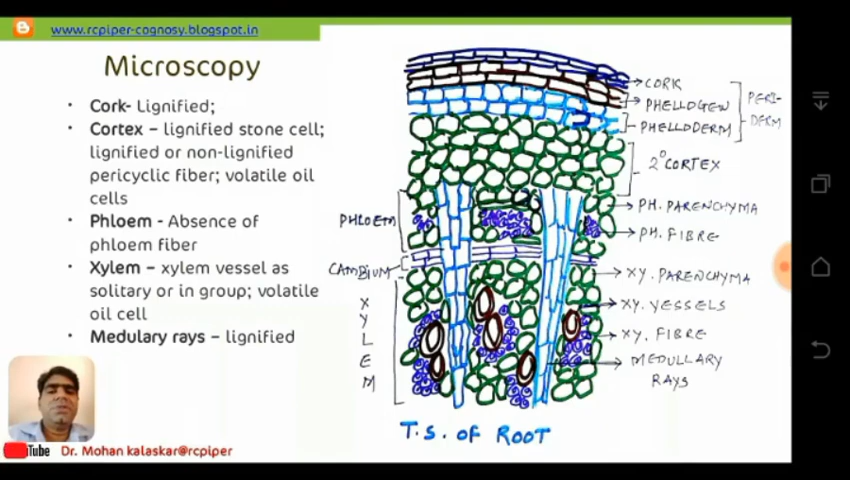 www.rcpiper-cognosy.blogspot.in
Microscopy
• Cork- Lignified;
• Cortex – lignified stone cell;
lignified or non-lignified
pericyclic fiber; volatile oil
cells
• Phloem - Absence of
phloem fiber
• Xylem – xylem vessel as
solitary or in group; volatile
oil cell
• Medulary rays – lignified
CORK
PHELLOGEN
PHELLODERM
PERI-
DERM
2° CORTEX
PHLOEM
PH. PARENCHYMA
PH. FIBRE
CAMBIUM
XY. PARENCHYMA
XYLEM
XY. VESSELS
XY. FIBRE
MEDULLARY
RAYS
T.S. OF ROOT
Tube Dr. Mohan kalaskar@rcpiper